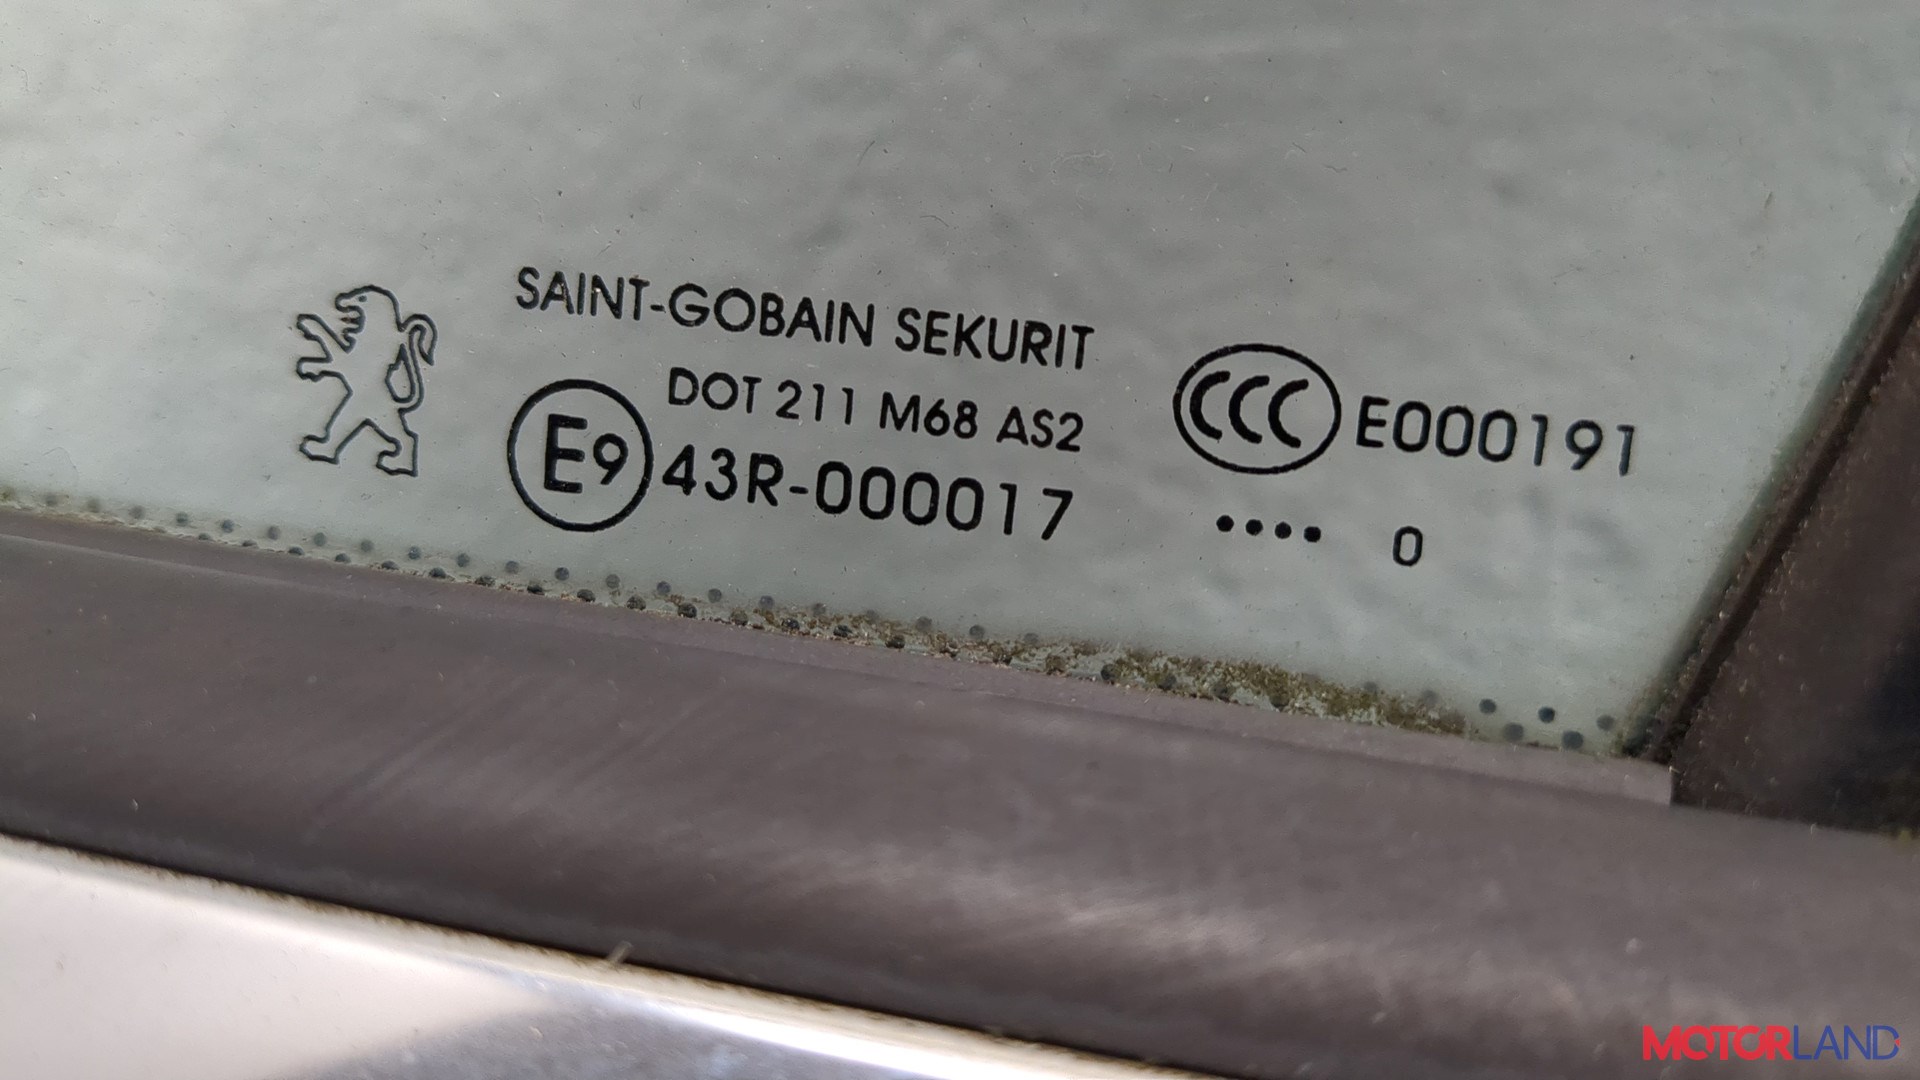 SAINT-GOBAIN SEKURIT
DOT 211 M68 AS2
E9 43R-000017
CCC E000191
•••• 0
MOTORLAND